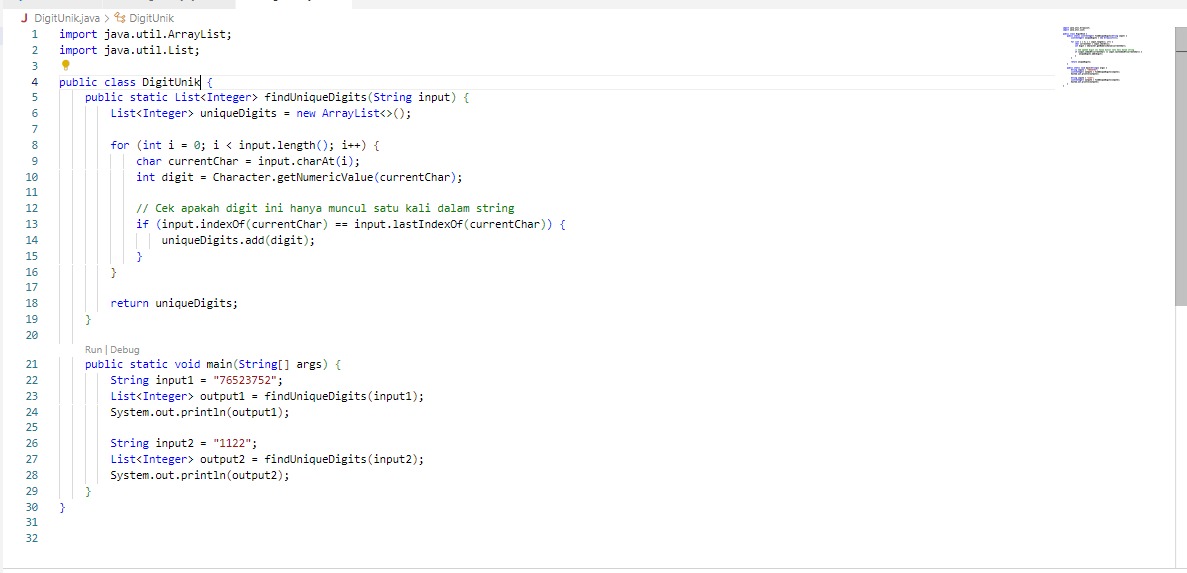 J DigitUnik.java > DigitUnik
1 import java.util.ArrayList;
2 import java.util.List;
3
4 public class DigitUnik {
5 public static List<Integer> findUniqueDigits(String input) {
6 List<Integer> uniqueDigits = new ArrayList<>();
7
8 for (int i = 0; i < input.length(); i++) {
9 char currentChar = input.charAt(i);
10 int digit = Character.getNumericValue(currentChar);
11
12 // Cek apakah digit ini hanya muncul satu kali dalam string
13 if (input.indexOf(currentChar) == input.lastIndexOf(currentChar)) {
14 uniqueDigits.add(digit);
15 }
16 }
17
18 return uniqueDigits;
19 }
20
Run | Debug
21 public static void main(String[] args) {
22 String input1 = "76523752";
23 List<Integer> output1 = findUniqueDigits(input1);
24 System.out.println(output1);
25
26 String input2 = "1122";
27 List<Integer> output2 = findUniqueDigits(input2);
28 System.out.println(output2);
29 }
30 }
31
32